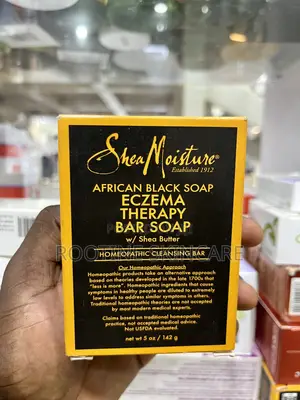 SheaMoisture®
Established 1912
AFRICAN BLACK SOAP
ECZEMA
THERAPY
BAR SOAP
w/ Shea Butter
HOMEOPATHIC CLEANSING BAR
Our Homeopathic Approach
Homeopathic products take an alternative approach
based on theories developed in the late 1700s that
"less is more". Homeopathic ingredients that cause
symptoms in healthy people are diluted to extremely
low levels to address similar symptoms in others.
Traditional homeopathic theories are not accepted
by most modern medical experts.
Claims based on traditional homeopathic
practice, not accepted medical advice.
Not USFDA evaluated.
net wt 5 oz / 142 g